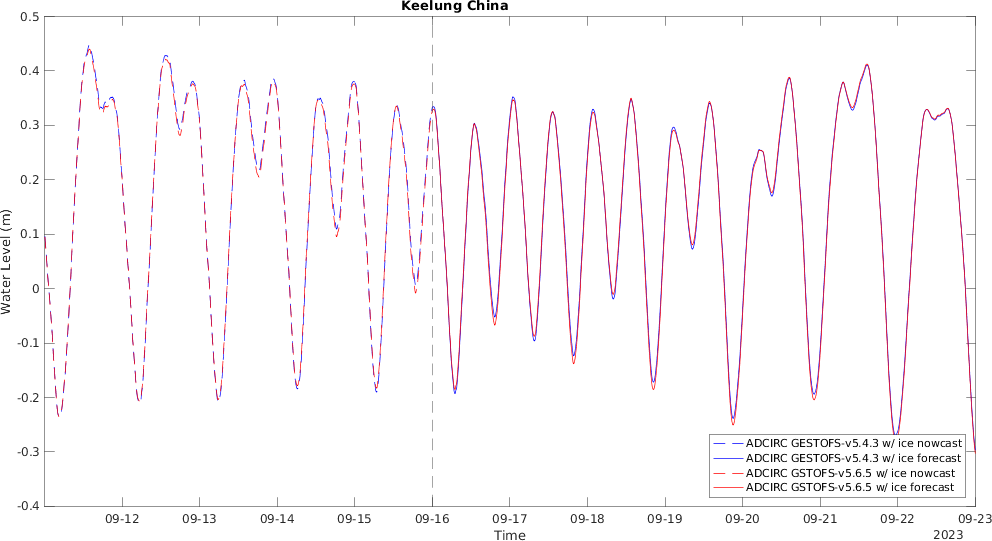 Keelung China
0.5
0.4
0.3
0.2
0.1
0
-0.1
-0.2
-0.3
-0.4
Water Level (m)
ADCIRC GESTOFS-v5.4.3 w/ ice nowcast
ADCIRC GESTOFS-v5.4.3 w/ ice forecast
ADCIRC GSTOFS-v5.6.5 w/ ice nowcast
ADCIRC GSTOFS-v5.6.5 w/ ice forecast
09-12 09-13 09-14 09-15 09-16 09-17 09-18 09-19 09-20 09-21 09-22 09-23
Time
2023